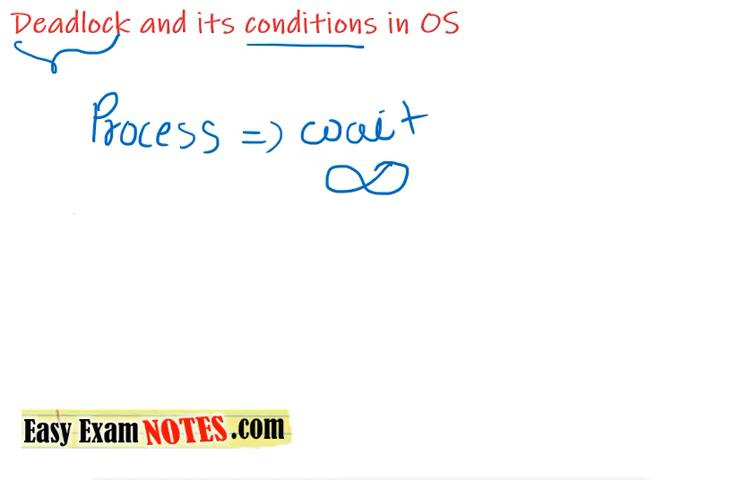 Deadlock and its conditions in OS
Process => wait
∞
Easy Exam NOTES.com